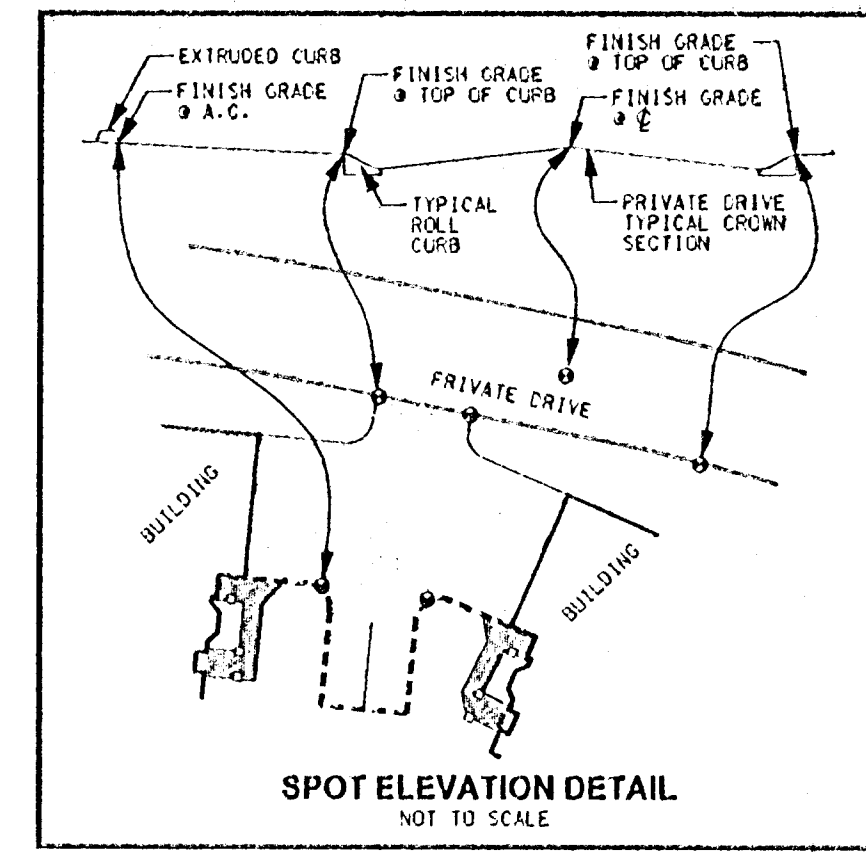 EXTRUDED CURB
FINISH GRADE
@ A.C.
FINISH GRADE
@ TOP OF CURB
FINISH GRADE
@ TOP OF CURB
FINISH GRADE
@ ℄
TYPICAL
ROLL
CURB
PRIVATE DRIVE
TYPICAL CROWN
SECTION
PRIVATE DRIVE
BUILDING
BUILDING
SPOT ELEVATION DETAIL
NOT TO SCALE